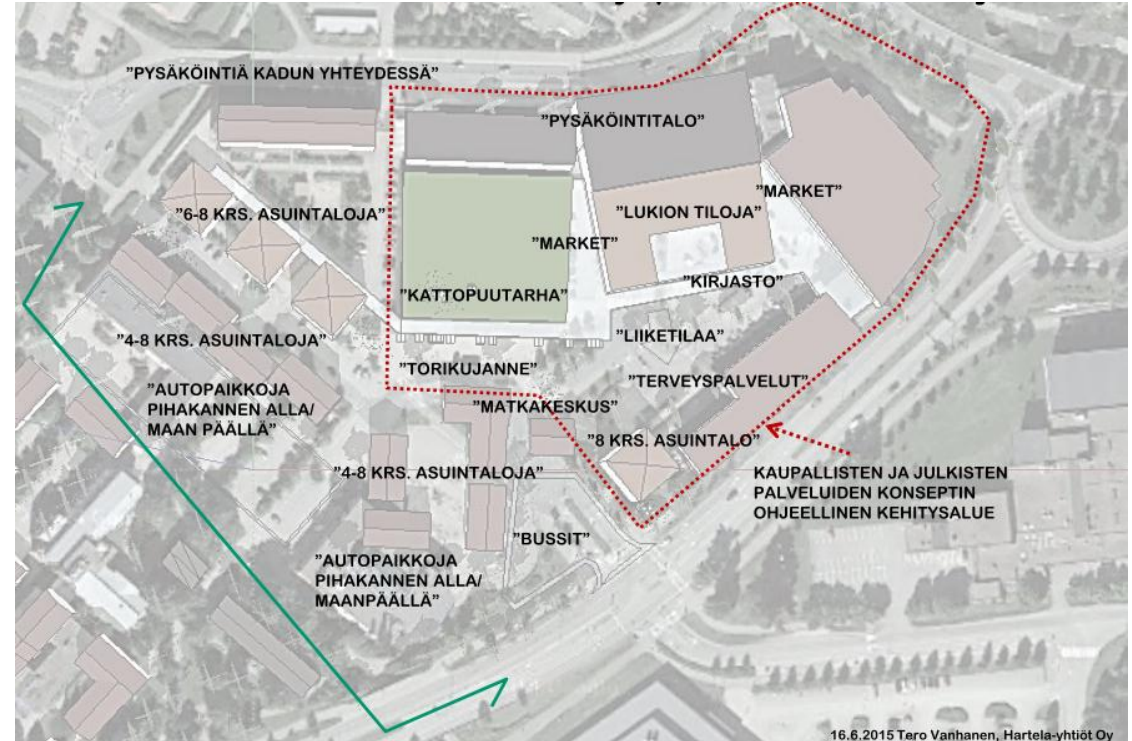 "PYSÄKÖINTIÄ KADUN YHTEYDESSÄ"
"PYSÄKÖINTITALO"
"MARKET"
"6-8 KRS. ASUINTALOJA"
"LUKION TILOJA"
"MARKET"
"KIRJASTO"
"KATTOPUUTARHA"
"4-8 KRS. ASUINTALOJA"
"LIIKETILAA"
"TORIKUJANNE"
"TERVEYSPALVELUT"
"AUTOPAIKKOJA
PIHAKANNEN ALLA/
MAAN PÄÄLLÄ"
"MATKAKESKUS"
"8 KRS. ASUINTALO"
"4-8 KRS. ASUINTALOJA"
KAUPALLISTEN JA JULKISTEN
PALVELUIDEN KONSEPTIN
OHJEELLINEN KEHITYSALUE
"BUSSIT"
"AUTOPAIKKOJA
PIHAKANNEN ALLA/
MAANPÄÄLLÄ"
16.6.2015 Tero Vanhanen, Hartela-yhtiöt Oy